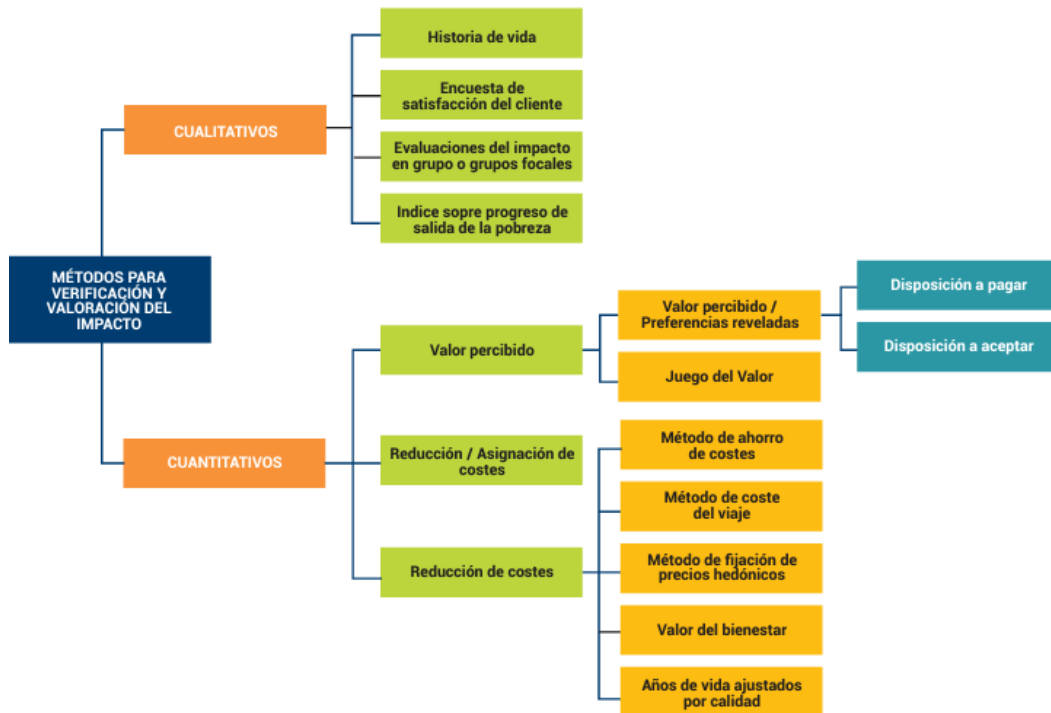 Historia de vida
Encuesta de
satisfacción del cliente
CUALITATIVOS
Evaluaciones del impacto
en grupo o grupos focales
Indice sopre progreso de
salida de la pobreza
MÉTODOS PARA
VERIFICACIÓN Y
VALORACIÓN DEL
IMPACTO
Valor percibido
Valor percibido /
Preferencias reveladas
Disposición a pagar
Disposición a aceptar
Juego del Valor
CUANTITATIVOS
Reducción / Asignación de
costes
Reducción de costes
Método de ahorro
de costes
Método de coste
del viaje
Método de fijación de
precios hedónicos
Valor del bienestar
Años de vida ajustados
por calidad